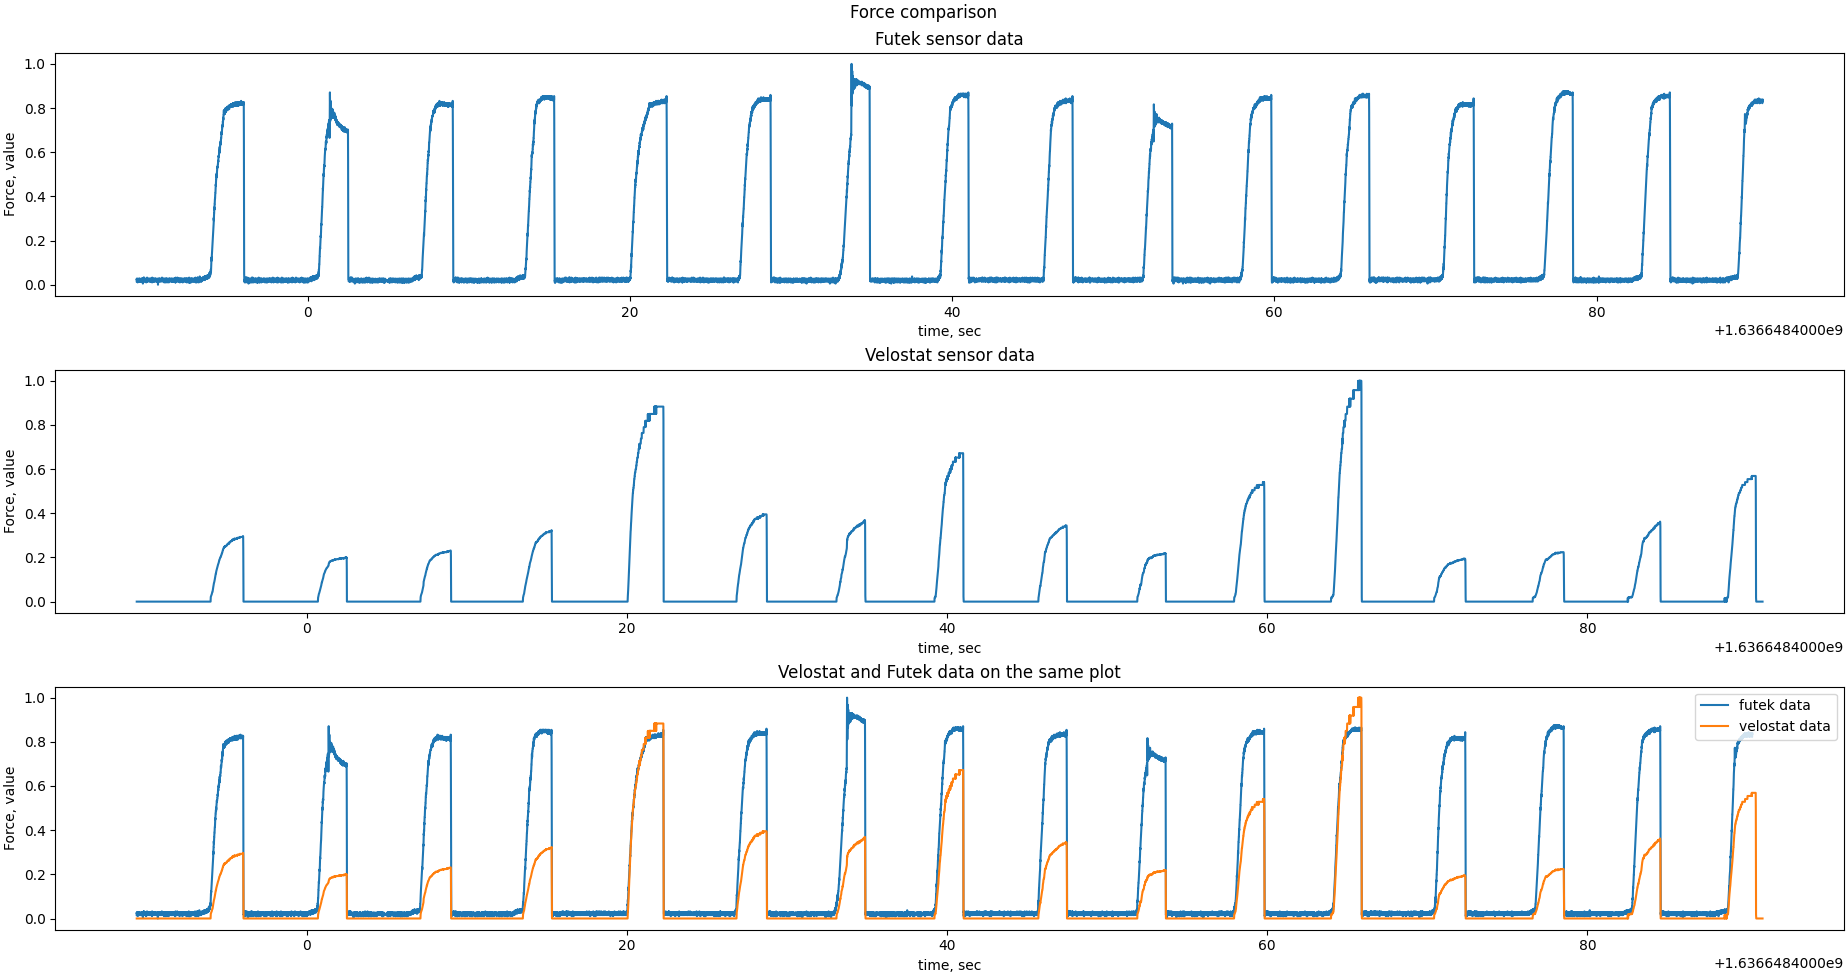 Force comparison
Futek sensor data
Force, value
1.0
0.8
0.6
0.4
0.2
0.0
0 20 40 60 80
time, sec
+1.6366484000e9
Velostat sensor data
Force, value
1.0
0.8
0.6
0.4
0.2
0.0
0 20 40 60 80
time, sec
+1.6366484000e9
Velostat and Futek data on the same plot
Force, value
1.0
0.8
0.6
0.4
0.2
0.0
futek data
velostat data
0 20 40 60 80
time, sec
+1.6366484000e9